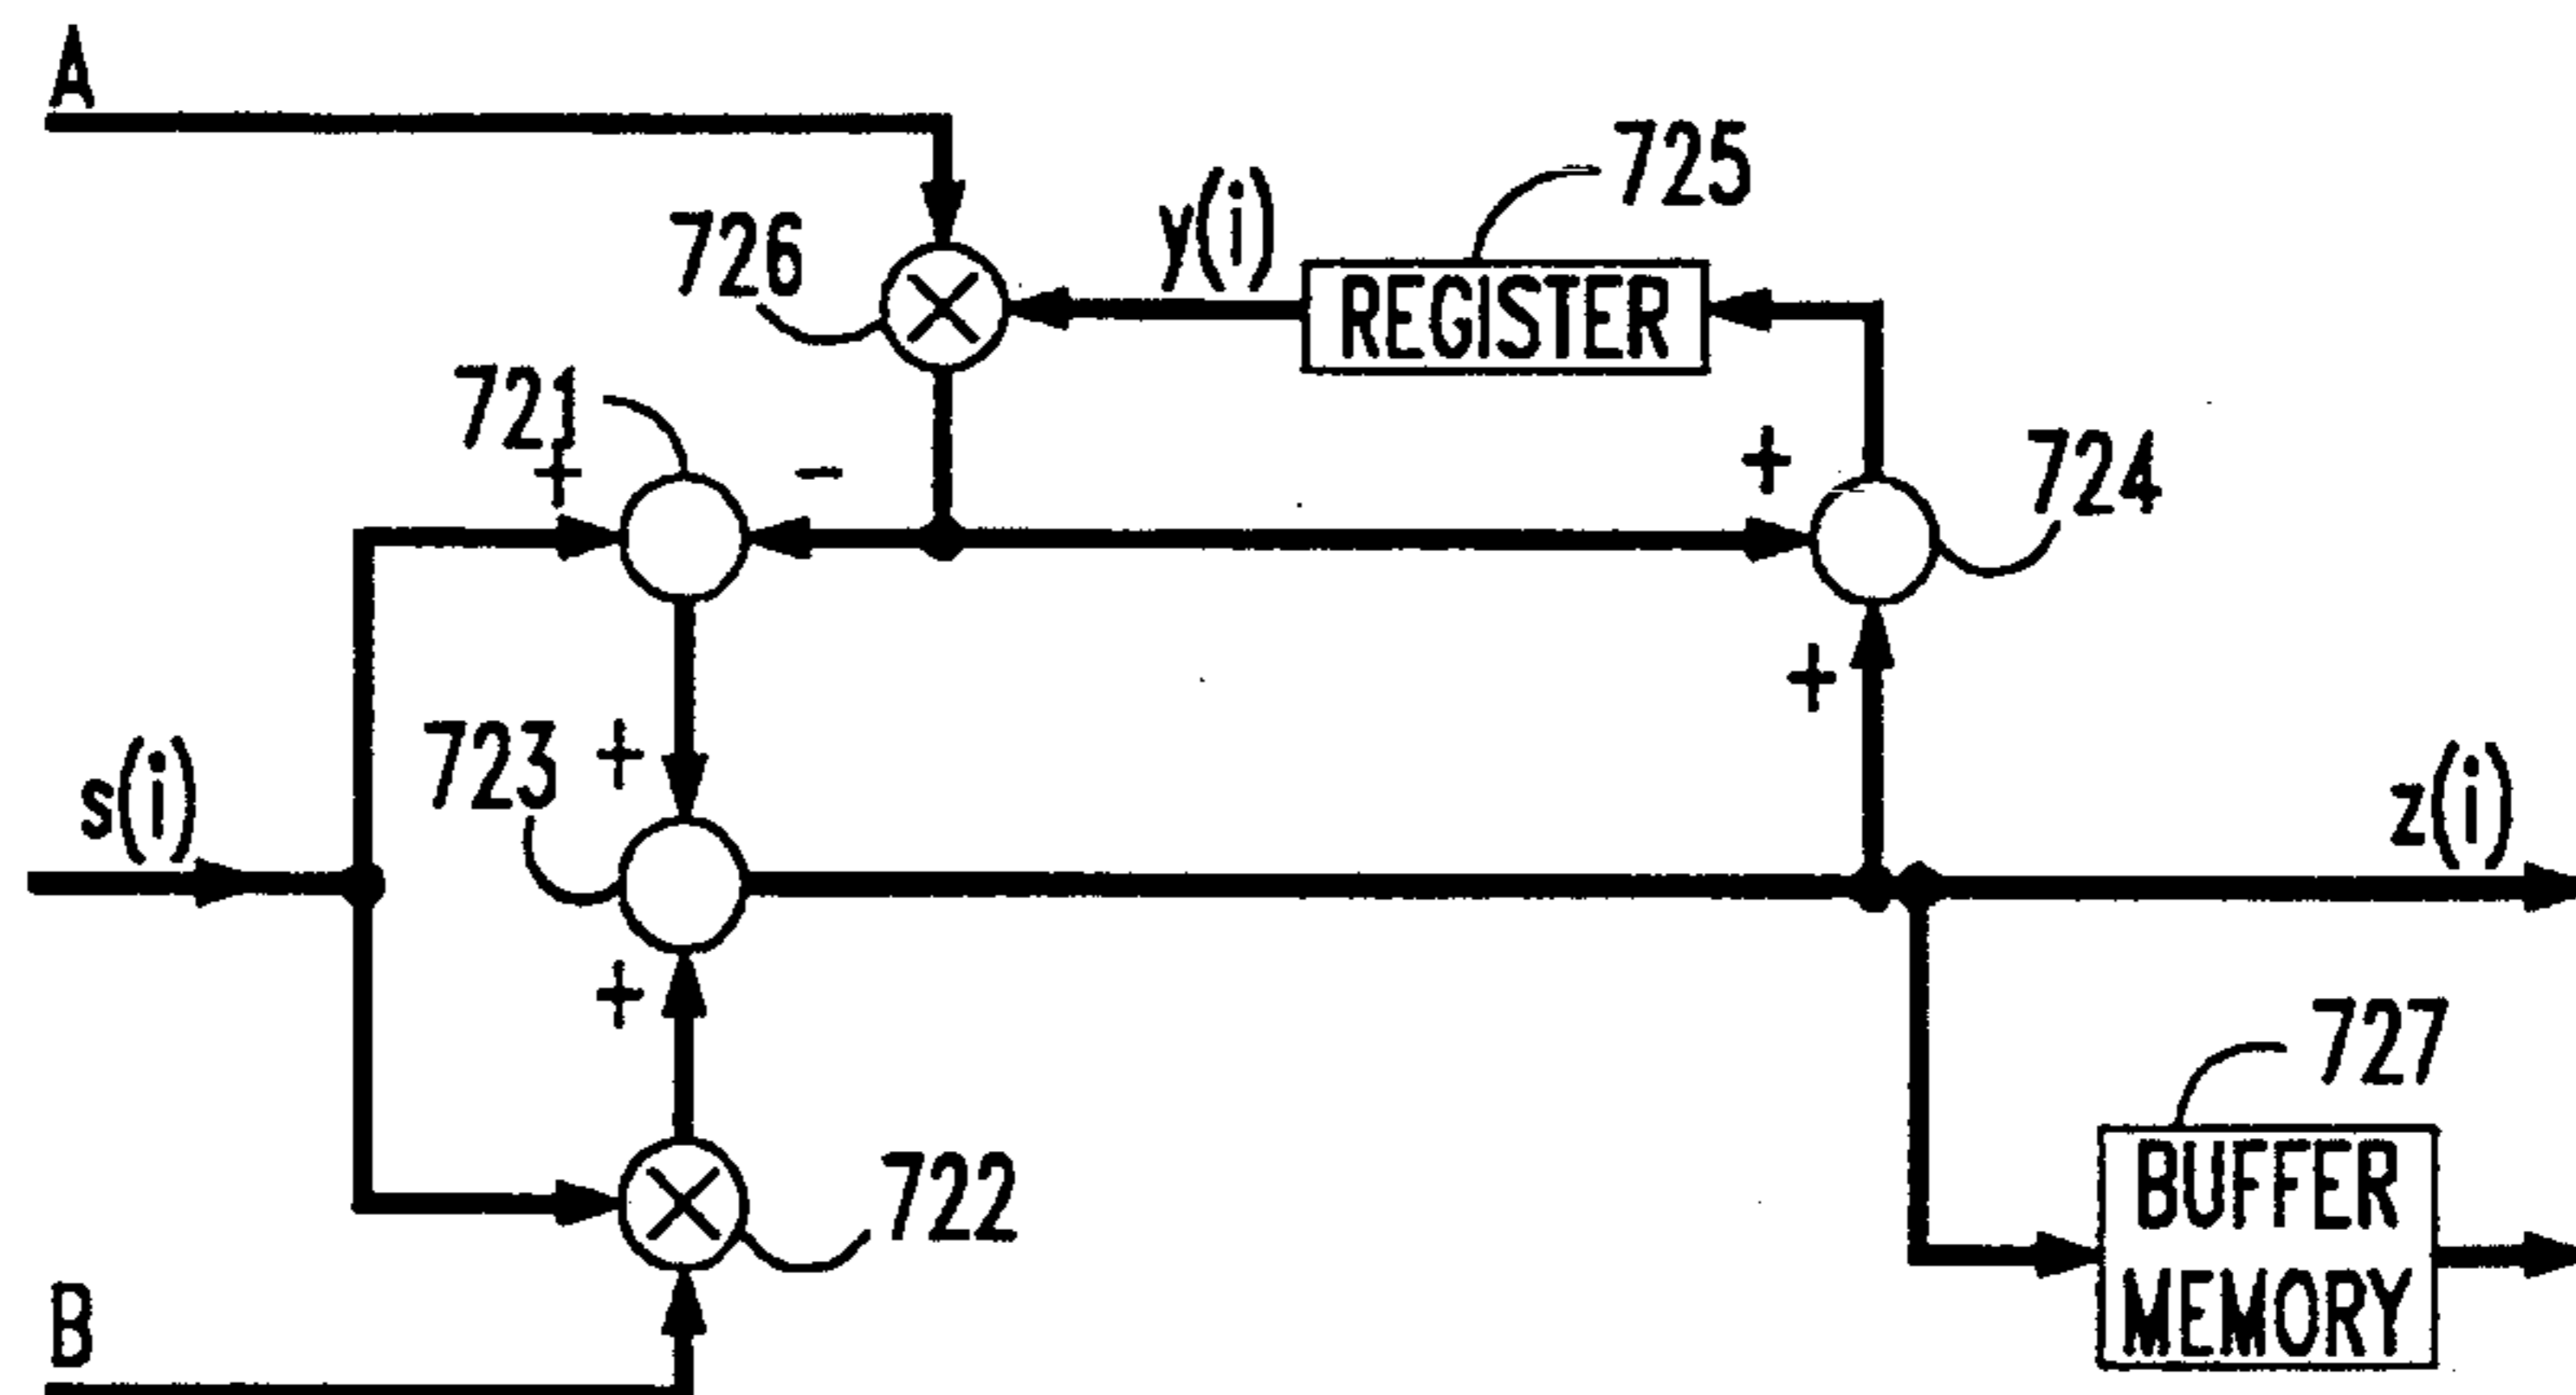 A
725
726
y(i)
REGISTER
721
+
−
+
724
723
+
+
s(i)
z(i)
+
727
722
BUFFER
MEMORY
B